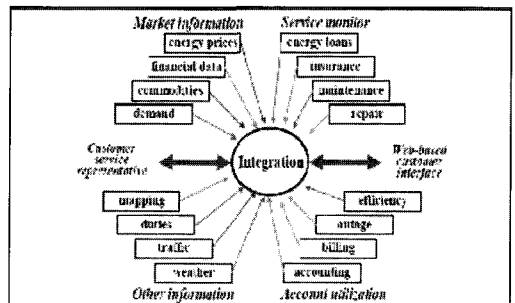 Market information Service monitor
energy prices energy loans
financial data insurance
commodities maintenance
demand repair
Customer
service
representative
Integration
Web-based
customer
interface
mapping efficiency
duties outage
traffic billing
weather accounting
Other information Account utilization